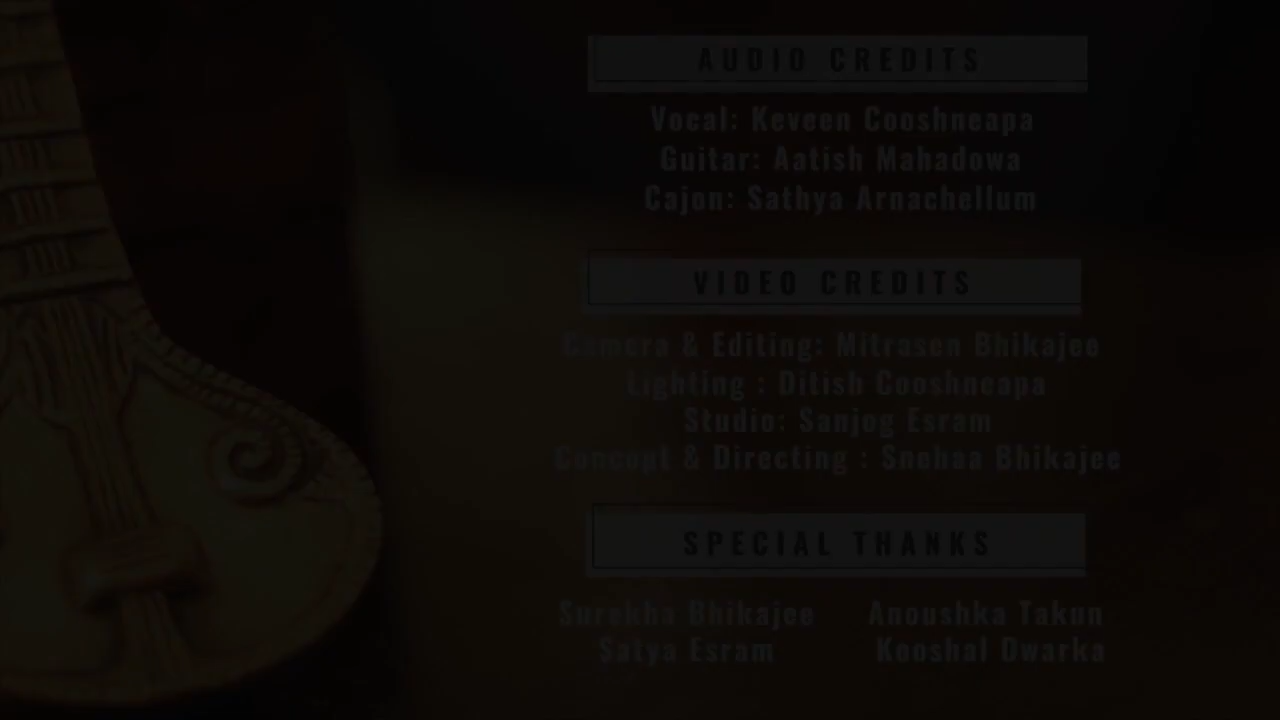 AUDIO CREDITS
Vocal: Keveen Cooshneapa
Guitar: Aatish Mahadowa
Cajon: Sathya Arnachellum
VIDEO CREDITS
Camera & Editing: Mitrasen Bhikajee
Lighting : Ditish Cooshneapa
Studio: Sanjog Esram
Concept & Directing : Snehaa Bhikajee
SPECIAL THANKS
Surekha Bhikajee Anoushka Takun
Satya Esram Kooshal Dwarka